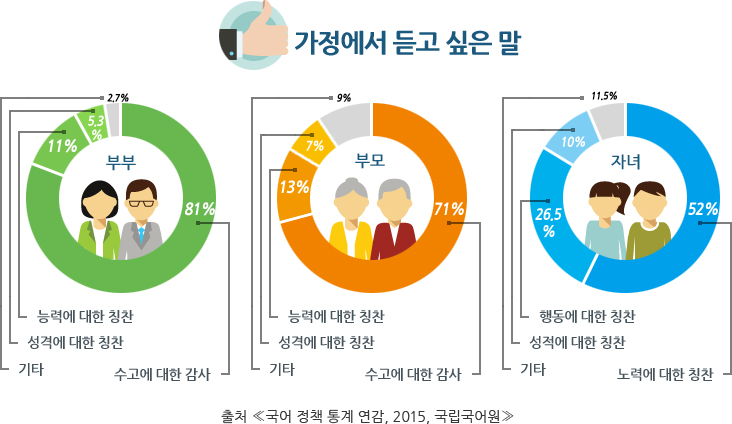 가정에서 듣고 싶은 말
2,7%
5,3
%
11%
부부
81%
능력에 대한 칭찬
성격에 대한 칭찬
기타
수고에 대한 감사
9%
7%
13%
부모
71%
능력에 대한 칭찬
성격에 대한 칭찬
기타
수고에 대한 감사
11,5%
10%
26,5
%
자녀
52%
행동에 대한 칭찬
성적에 대한 칭찬
기타
노력에 대한 칭찬
출처 ≪국어 정책 통계 연감, 2015, 국립국어원≫